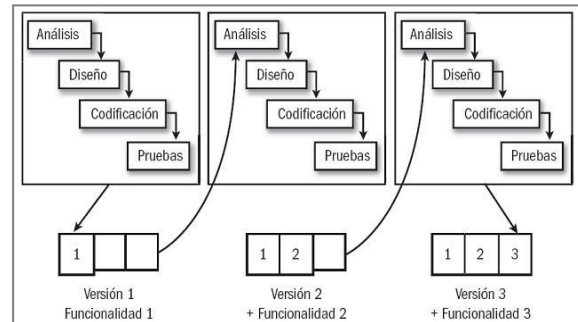 Análisis
Diseño
Codificación
Pruebas
Análisis
Diseño
Codificación
Pruebas
Análisis
Diseño
Codificación
Pruebas
1
1 2
1 2 3
Versión 1
Funcionalidad 1
Versión 2
+ Funcionalidad 2
Versión 3
+ Funcionalidad 3